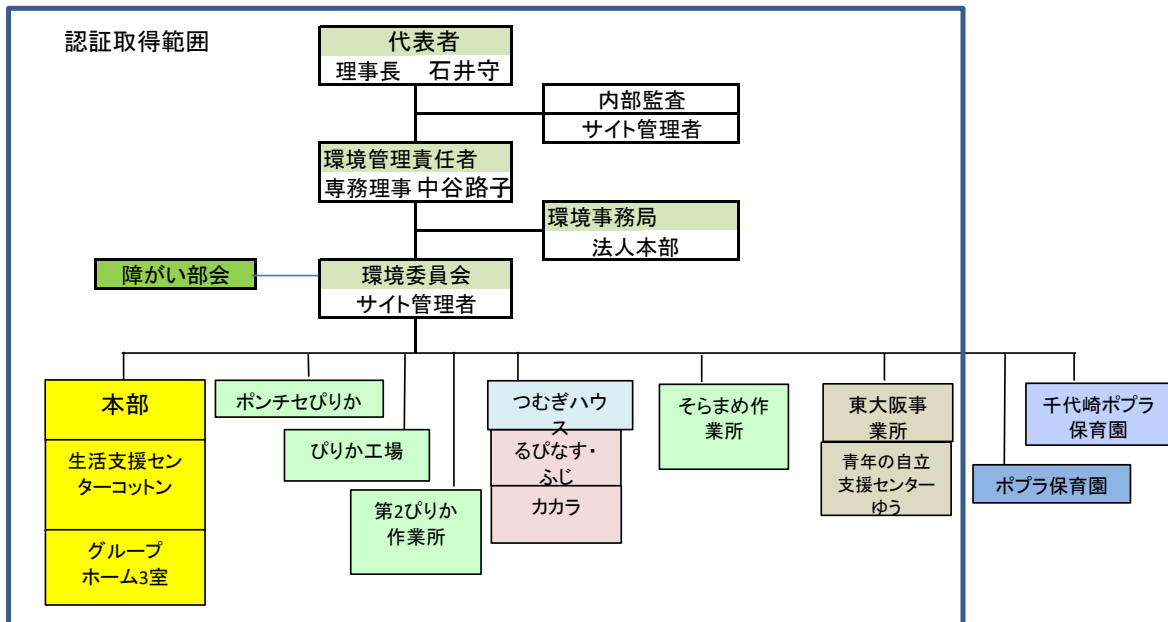 認証取得範囲
代表者
理事長 石井守
内部監査
サイト管理者
環境管理責任者
専務理事 中谷路子
環境事務局
法人本部
障がい部会
環境委員会
サイト管理者
本部
生活支援セン
ターコットン
グループ
ホーム3室
ポンチセぴりか
ぴりか工場
第2ぴりか
作業所
つむぎハウ
ス
るぴなす・
ふじ
カカラ
そらまめ作
業所
東大阪事
業所
青年の自立
支援センター
ゆう
千代崎ポプラ
保育園
ポプラ保育園